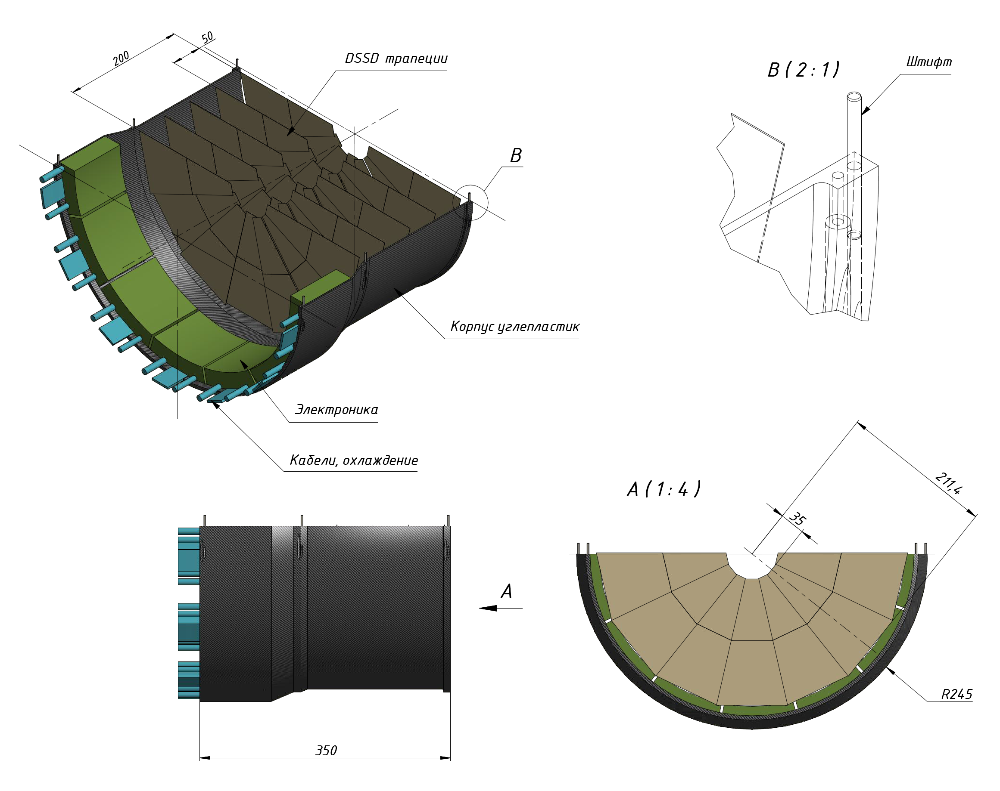 50
200
DSSD трапеции
B
Корпус углепластик
Электроника
Кабели, охлаждение
B ( 2 : 1 )
Штифт
A
350
A ( 1 : 4 )
211,4
35
R245